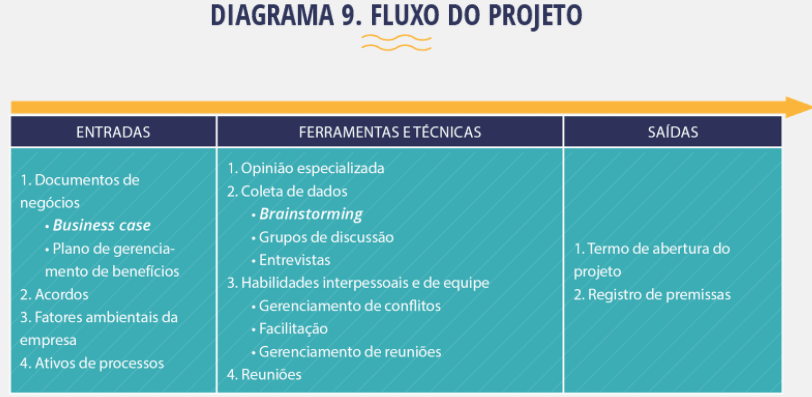 DIAGRAMA 9. FLUXO DO PROJETO
ENTRADAS
1. Documentos de
negócios
• Business case
• Plano de gerencia-
mento de benefícios
2. Acordos
3. Fatores ambientais da
empresa
4. Ativos de processos
FERRAMENTAS E TÉCNICAS
1. Opinião especializada
2. Coleta de dados
• Brainstorming
• Grupos de discussão
• Entrevistas
3. Habilidades interpessoais e de equipe
• Gerenciamento de conflitos
• Facilitação
• Gerenciamento de reuniões
4. Reuniões
SAÍDAS
1. Termo de abertura do
projeto
2. Registro de premissas